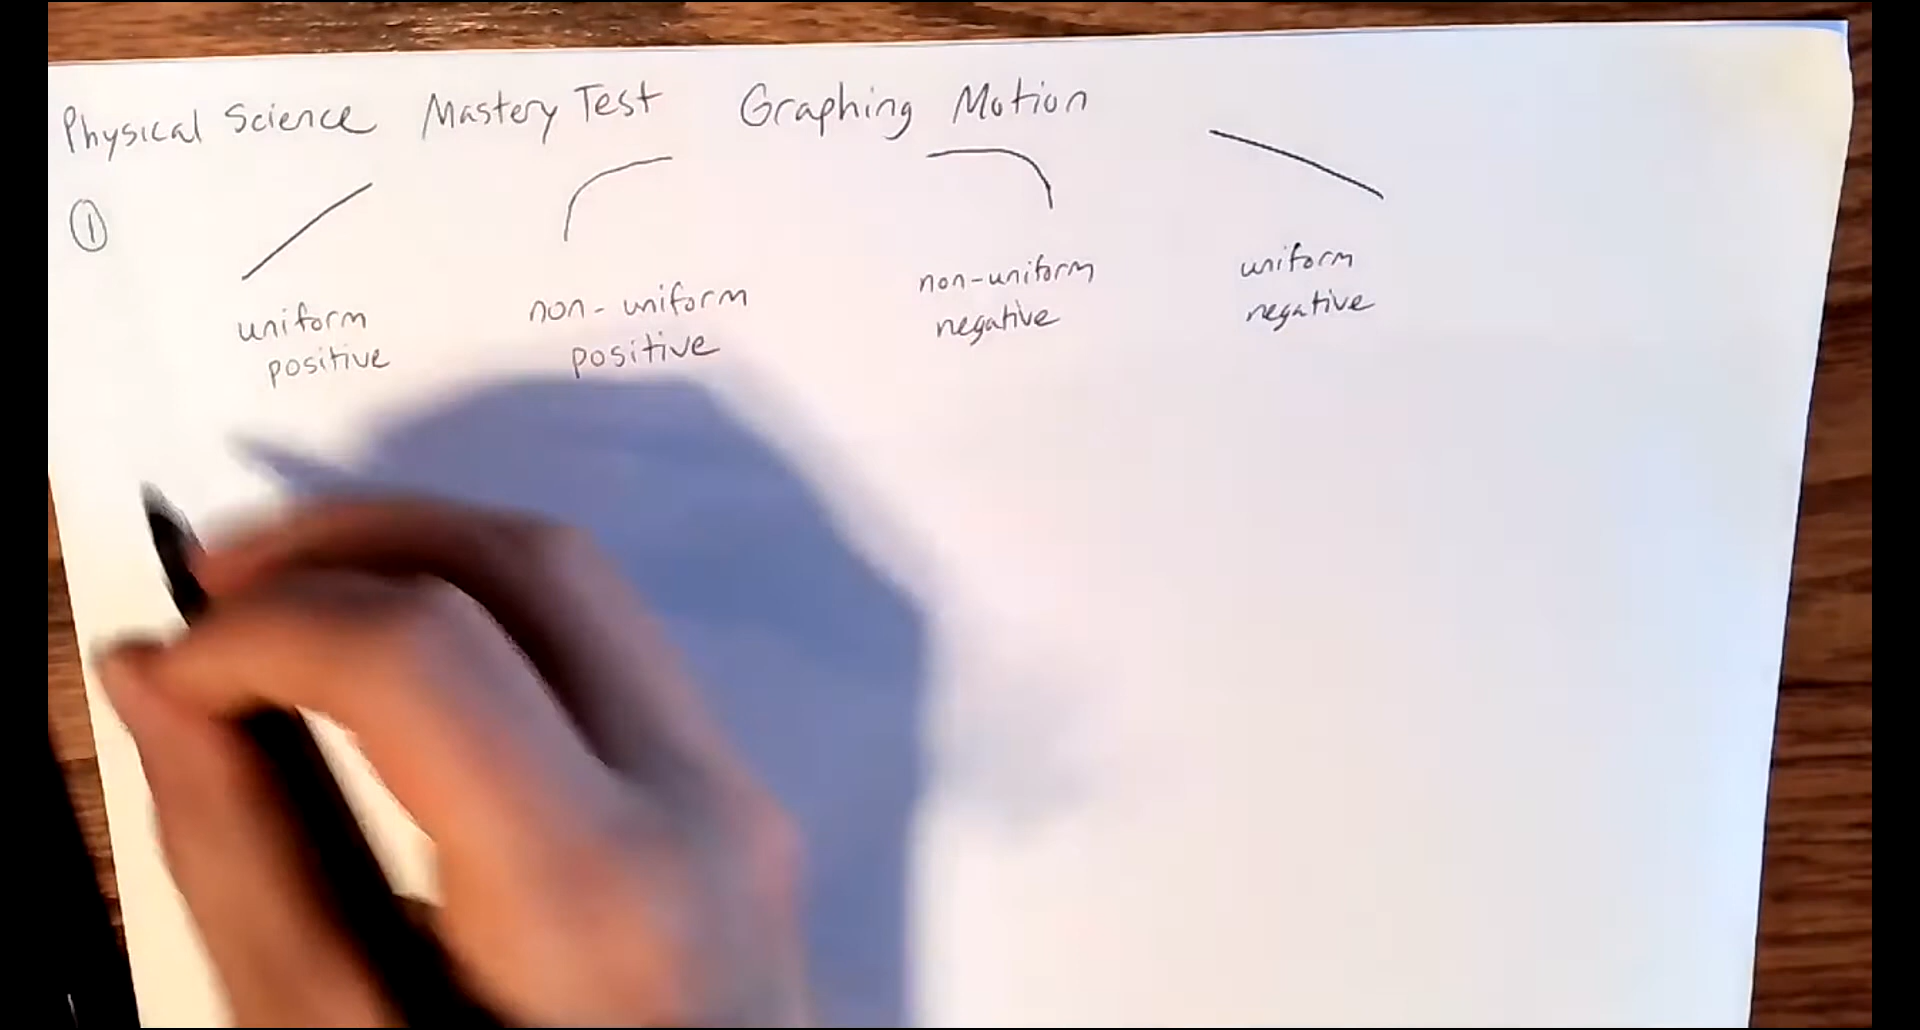 Physical Science Mastery Test Graphing Motion
①
uniform
positive
non-uniform
positive
non-uniform
negative
uniform
negative